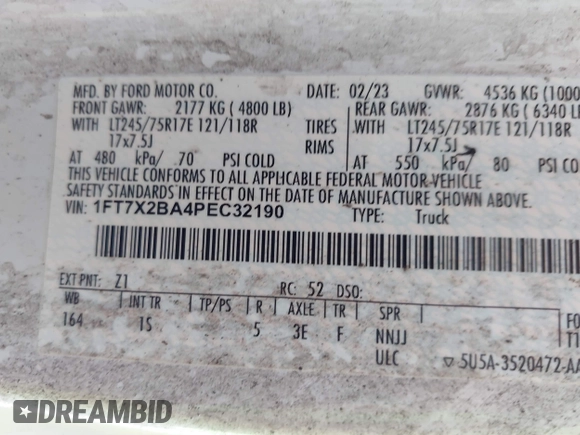 MFD. BY FORD MOTOR CO. DATE: 02/23 GVWR: 4536 KG (1000
FRONT GAWR: 2177 KG ( 4800 LB) REAR GAWR: 2876 KG ( 6340 LB
WITH LT245/75R17E 121/118R TIRES WITH LT245/75R17E 121/118R
17x7.5J RIMS 17x7.5J
AT 480 kPa/ 70 PSI COLD AT 550 kPa/ 80 PSI COLD
THIS VEHICLE CONFORMS TO ALL APPLICABLE FEDERAL MOTOR VEHICLE
SAFETY STANDARDS IN EFFECT ON THE DATE OF MANUFACTURE SHOWN ABOVE.
VIN: 1FT7X2BA4PEC32190 TYPE: Truck
EXT PNT: Z1 RC: 52 DSO:
WB INT TR TP/PS R AXLE TR SPR
164 1S 5 3E F NNJJ
ULC
FO
T1
▽ 5U5A-3520472-AA
DREAMBID